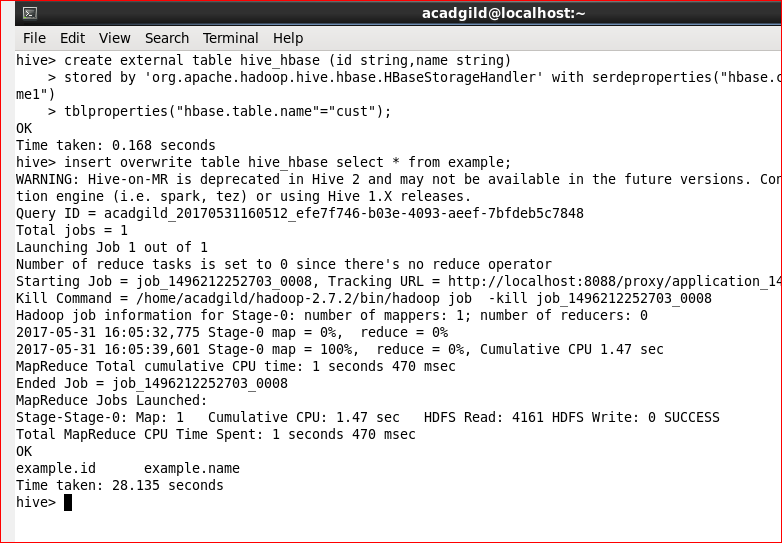 acadgild@localhost:~
File Edit View Search Terminal Help
hive> create external table hive_hbase (id string,name string)
    > stored by 'org.apache.hadoop.hive.hbase.HBaseStorageHandler' with serdeproperties("hbase.c
me1")
    > tblproperties("hbase.table.name"="cust");
OK
Time taken: 0.168 seconds
hive> insert overwrite table hive_hbase select * from example;
WARNING: Hive-on-MR is deprecated in Hive 2 and may not be available in the future versions. Con
tion engine (i.e. spark, tez) or using Hive 1.X releases.
Query ID = acadgild_20170531160512_efe7f746-b03e-4093-aeef-7bfdeb5c7848
Total jobs = 1
Launching Job 1 out of 1
Number of reduce tasks is set to 0 since there's no reduce operator
Starting Job = job_1496212252703_0008, Tracking URL = http://localhost:8088/proxy/application_14
Kill Command = /home/acadgild/hadoop-2.7.2/bin/hadoop job  -kill job_1496212252703_0008
Hadoop job information for Stage-0: number of mappers: 1; number of reducers: 0
2017-05-31 16:05:32,775 Stage-0 map = 0%,  reduce = 0%
2017-05-31 16:05:39,601 Stage-0 map = 100%,  reduce = 0%, Cumulative CPU 1.47 sec
MapReduce Total cumulative CPU time: 1 seconds 470 msec
Ended Job = job_1496212252703_0008
MapReduce Jobs Launched:
Stage-Stage-0: Map: 1   Cumulative CPU: 1.47 sec   HDFS Read: 4161 HDFS Write: 0 SUCCESS
Total MapReduce CPU Time Spent: 1 seconds 470 msec
OK
example.id      example.name
Time taken: 28.135 seconds
hive>